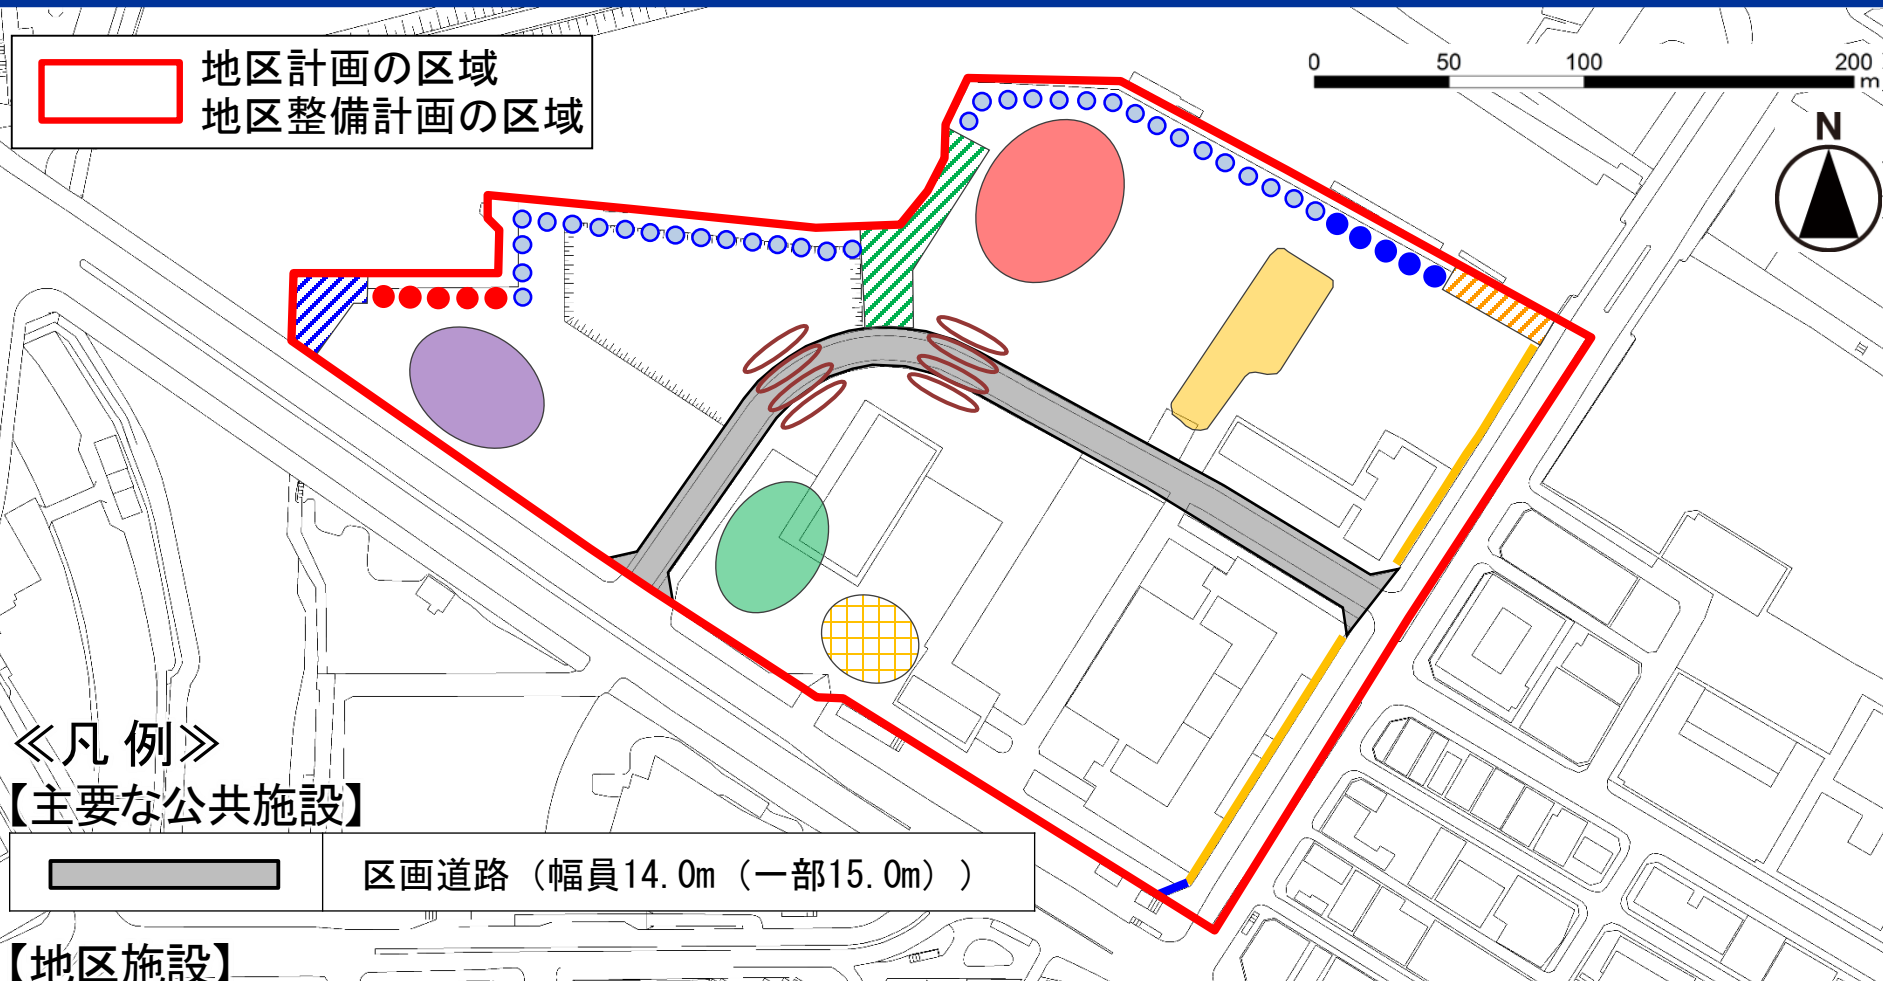 地区計画の区域
地区整備計画の区域
0 50 100 200
m
N
≪凡 例≫
【主要な公共施設】
区画道路（幅員14.0m（一部15.0m））
【地区施設】